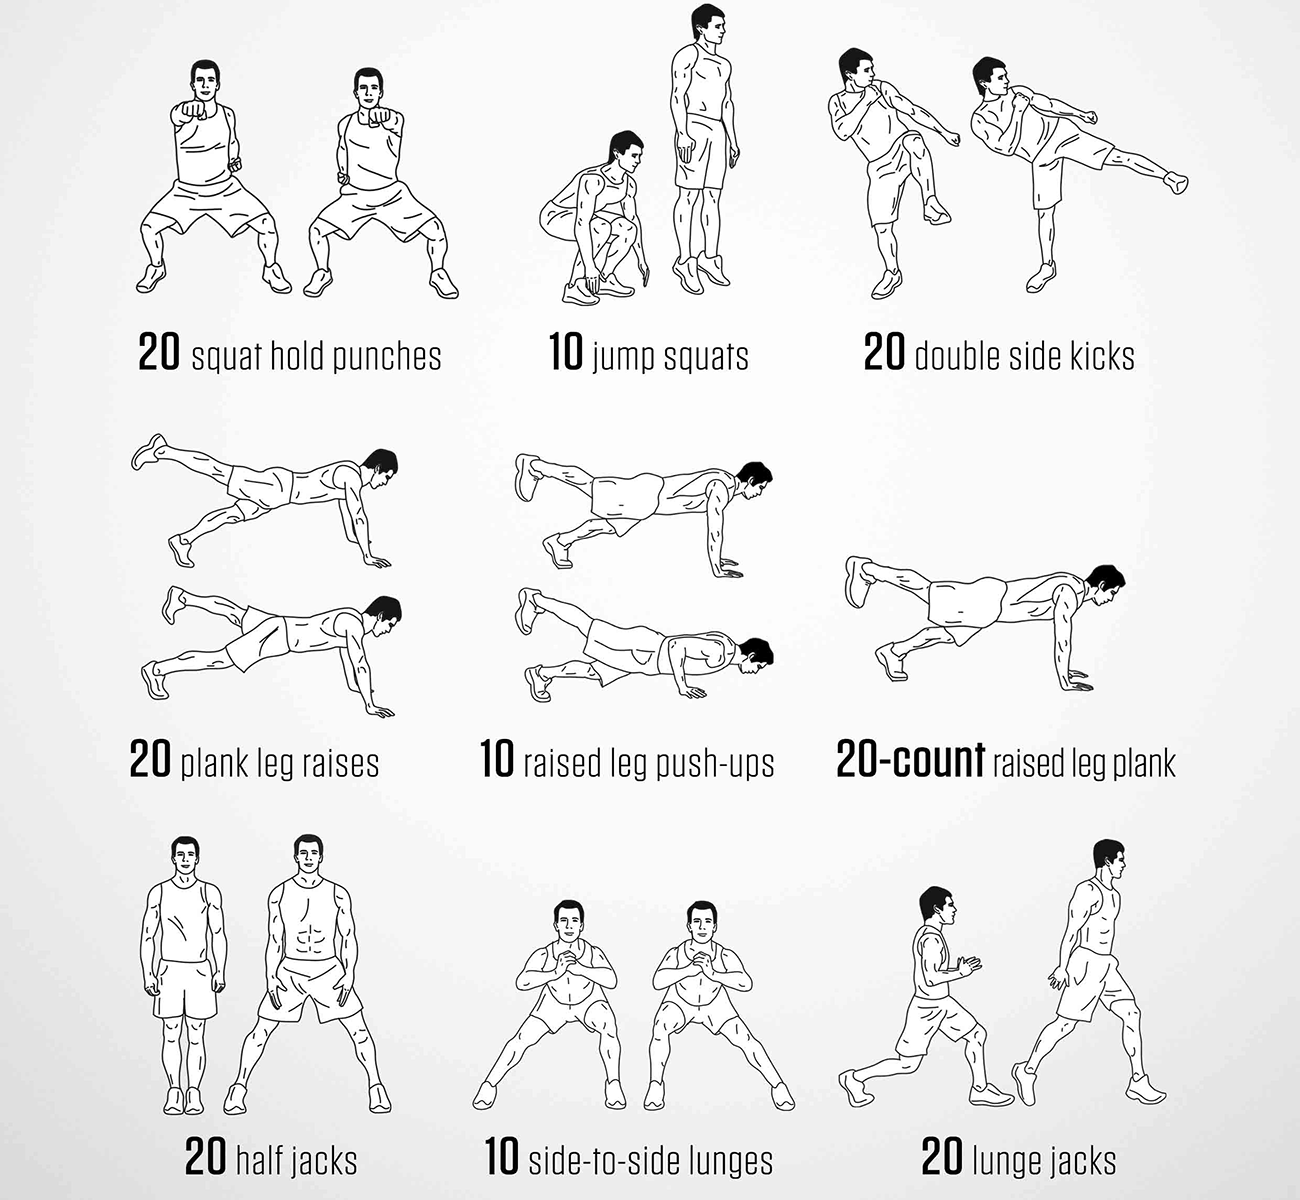 20 squat hold punches
10 jump squats
20 double side kicks
20 plank leg raises
10 raised leg push-ups
20-count raised leg plank
20 half jacks
10 side-to-side lunges
20 lunge jacks